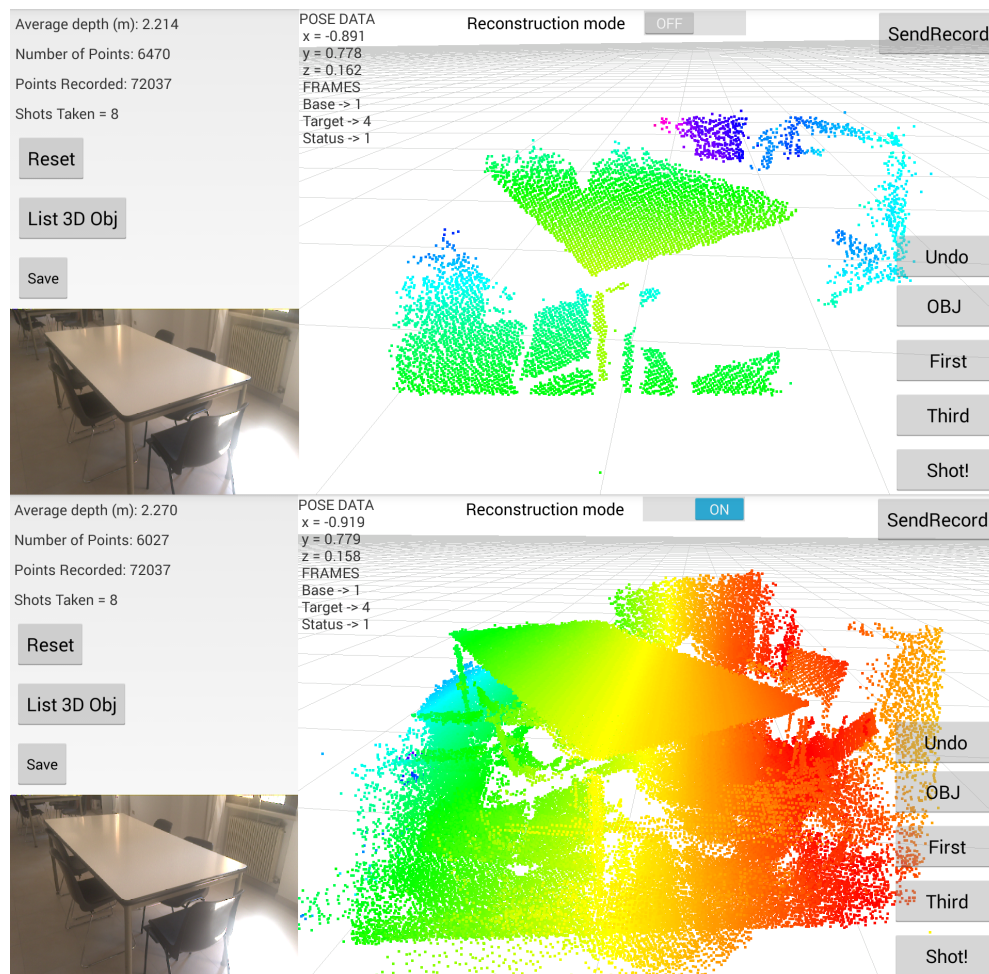 Average depth (m): 2.214
Number of Points: 6470
Points Recorded: 72037
Shots Taken = 8
Reset
List 3D Obj
Save
POSE DATA
x = -0.891
y = 0.778
z = 0.162
FRAMES
Base -> 1
Target -> 4
Status -> 1
Reconstruction mode
OFF
SendRecord
Undo
OBJ
First
Third
Shot!
Average depth (m): 2.270
Number of Points: 6027
Points Recorded: 72037
Shots Taken = 8
Reset
List 3D Obj
Save
POSE DATA
x = -0.919
y = 0.779
z = 0.158
FRAMES
Base -> 1
Target -> 4
Status -> 1
Reconstruction mode
ON
SendRecord
Undo
OBJ
First
Third
Shot!